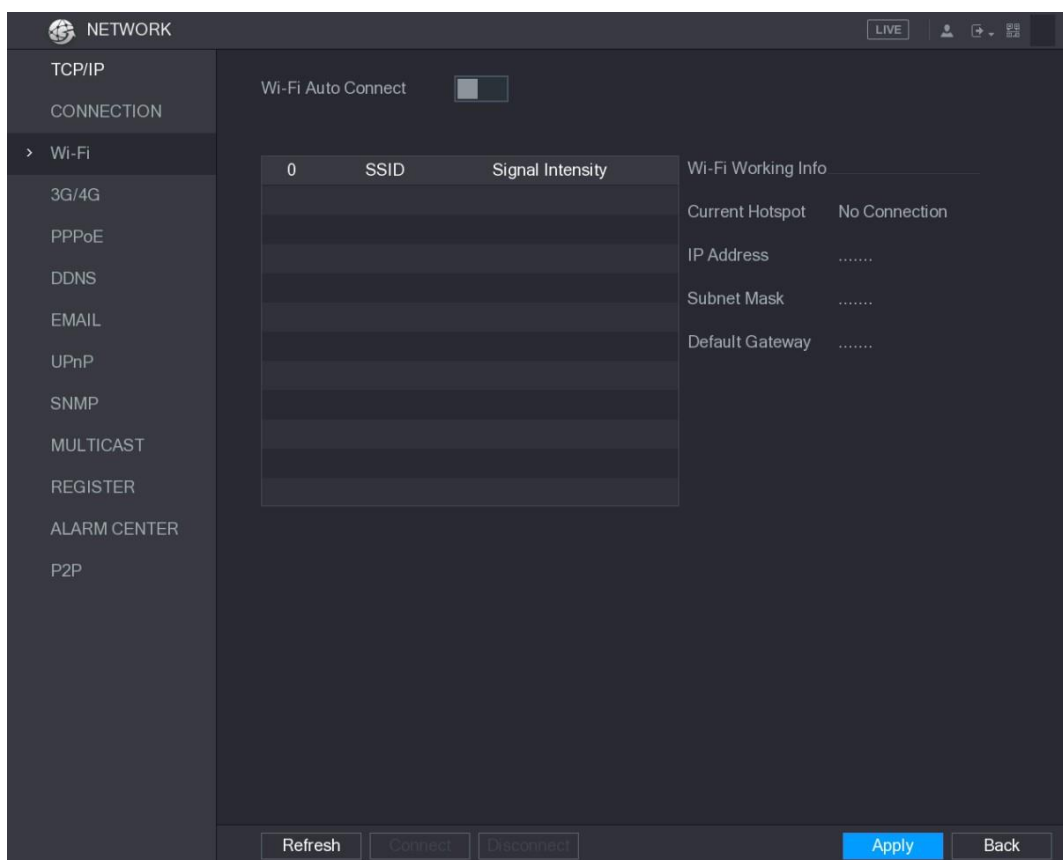 NETWORK
LIVE
TCP/IP
CONNECTION
> Wi-Fi
3G/4G
PPPoE
DDNS
EMAIL
UPnP
SNMP
MULTICAST
REGISTER
ALARM CENTER
P2P
Wi-Fi Auto Connect
0 SSID Signal Intensity
Wi-Fi Working Info
Current Hotspot No Connection
IP Address .......
Subnet Mask .......
Default Gateway .......
Refresh Connect Disconnect Apply Back